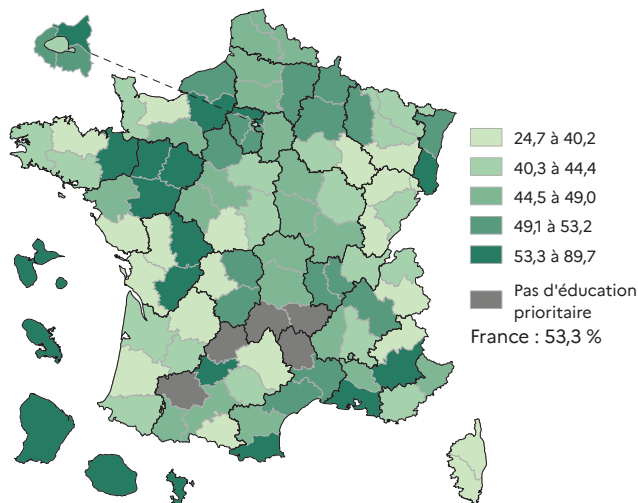 24,7 à 40,2
40,3 à 44,4
44,5 à 49,0
49,1 à 53,2
53,3 à 89,7
Pas d'éducation
prioritaire
France : 53,3 %